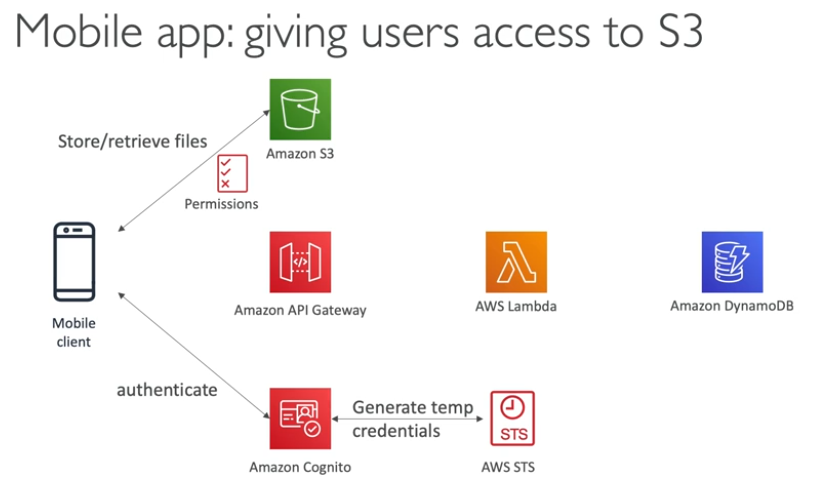 Mobile app: giving users access to S3
Store/retrieve files
Amazon S3
Permissions
Mobile
client
Amazon API Gateway
AWS Lambda
Amazon DynamoDB
authenticate
Generate temp
credentials
STS
Amazon Cognito
AWS STS